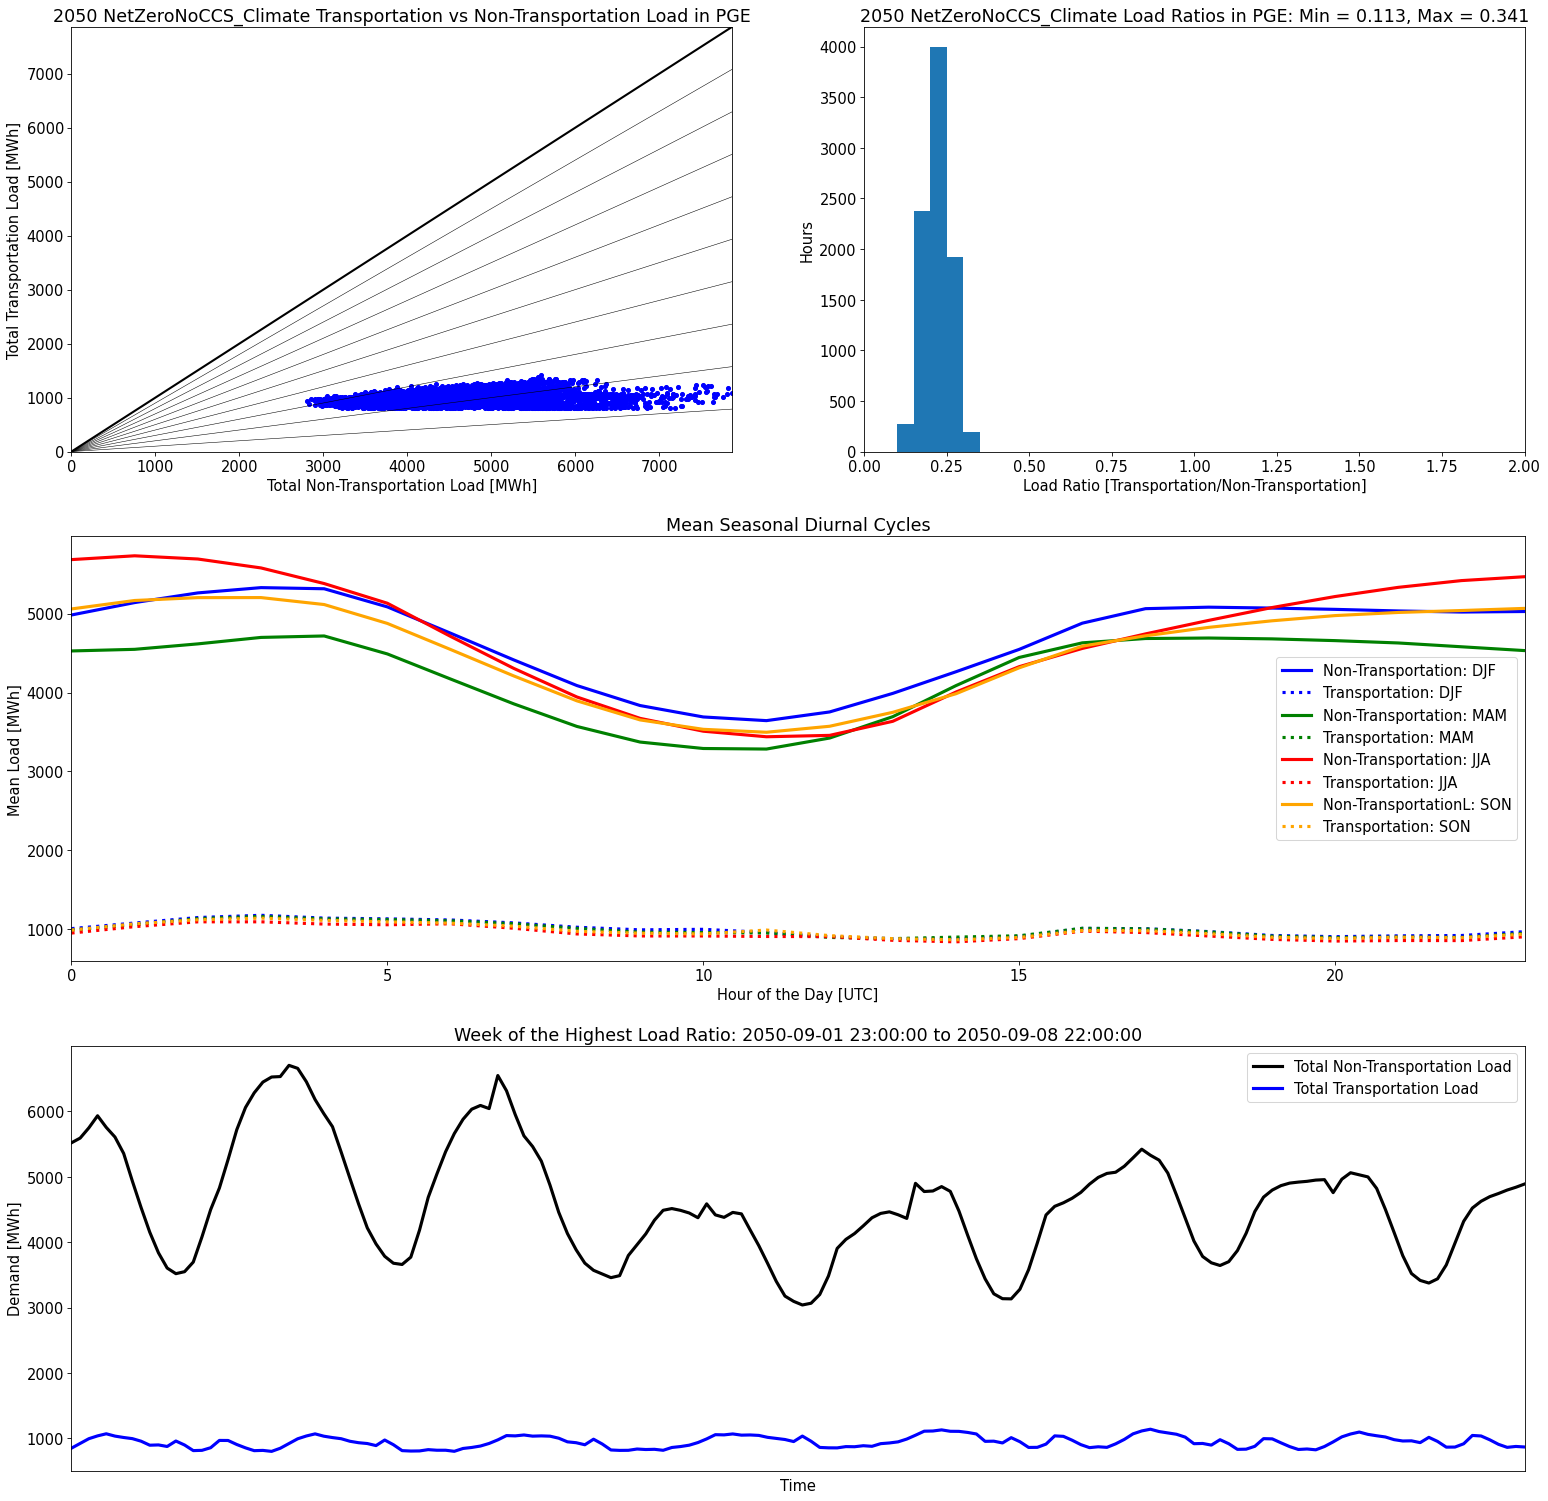 2050 NetZeroNoCCS_Climate Transportation vs Non-Transportation Load in PGE
Total Transportation Load [MWh]
7000
6000
5000
4000
3000
2000
1000
0
0 1000 2000 3000 4000 5000 6000 7000
Total Non-Transportation Load [MWh]
2050 NetZeroNoCCS_Climate Load Ratios in PGE: Min = 0.113, Max = 0.341
Hours
4000
3500
3000
2500
2000
1500
1000
500
0
0.00 0.25 0.50 0.75 1.00 1.25 1.50 1.75 2.00
Load Ratio [Transportation/Non-Transportation]
Mean Seasonal Diurnal Cycles
Mean Load [MWh]
5000
4000
3000
2000
1000
Non-Transportation: DJF
Transportation: DJF
Non-Transportation: MAM
Transportation: MAM
Non-Transportation: JJA
Transportation: JJA
Non-TransportationL: SON
Transportation: SON
0 5 10 15 20
Hour of the Day [UTC]
Week of the Highest Load Ratio: 2050-09-01 23:00:00 to 2050-09-08 22:00:00
Demand [MWh]
6000
5000
4000
3000
2000
1000
Total Non-Transportation Load
Total Transportation Load
Time